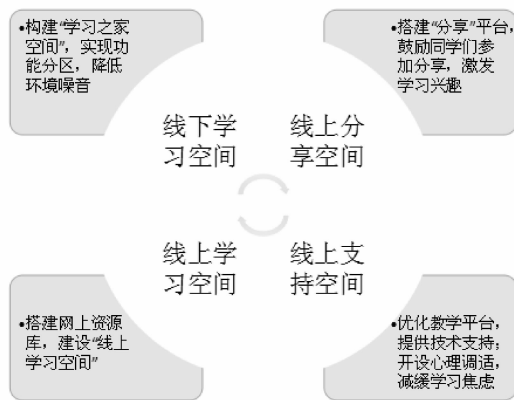 •构建“学习之家
空间”，实现功
能分区，降低
环境噪音
•搭建“分享”平台，
鼓励同学们参
加分享，激发
学习兴趣
线下学
习空间
线上分
享空间
线上学
习空间
线上支
持空间
•搭建网上资源
库，建设“线上
学习空间”
•优化教学平台，
提供技术支持；
开设心理调适，
减缓学习焦虑